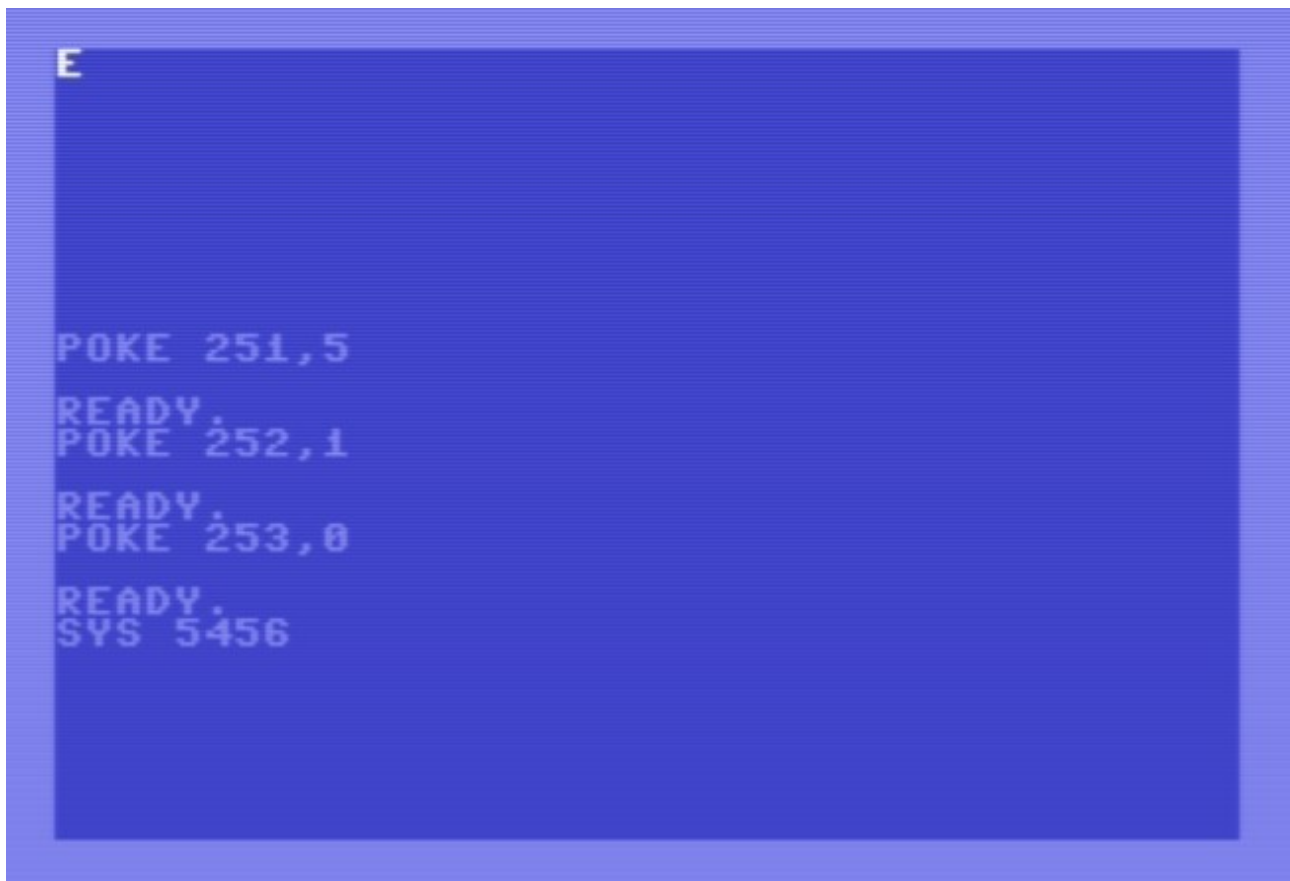 E
POKE 251,5
READY.
POKE 252,1
READY.
POKE 253,0
READY.
SYS 5456